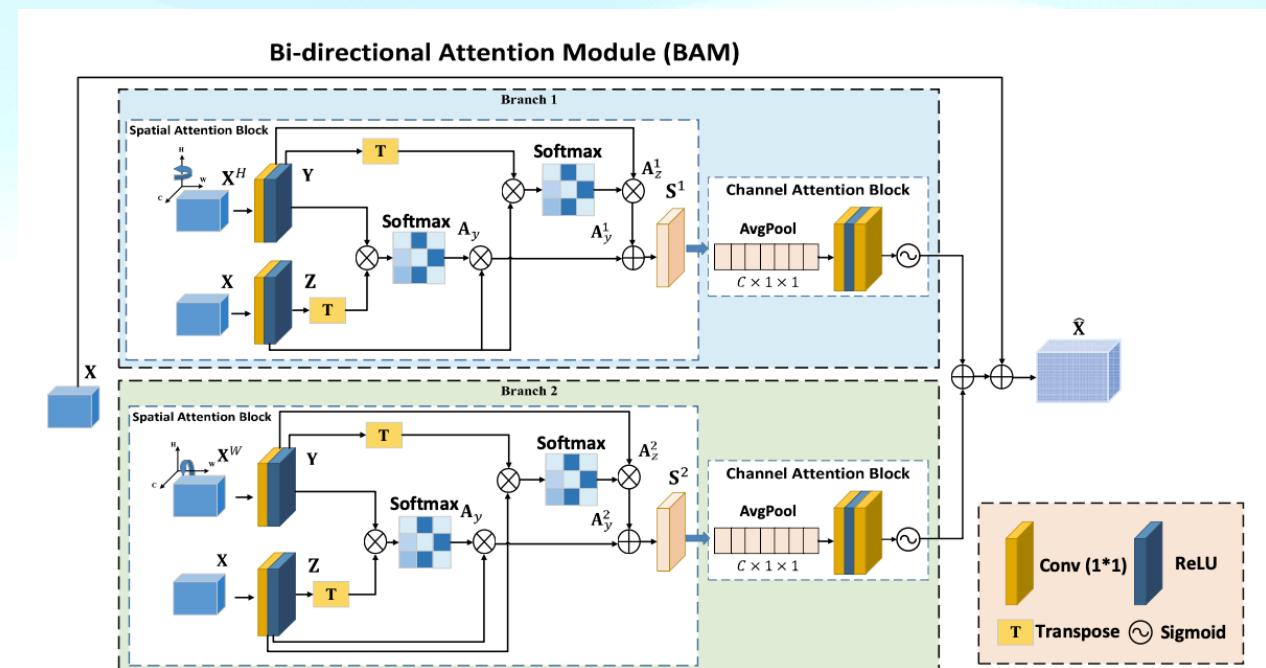 Bi-directional Attention Module (BAM)
Branch 1
Spatial Attention Block
H
W
C
X^H
Y
T
Softmax
A_z^1
S^1
Channel Attention Block
AvgPool
C × 1 × 1
Softmax
A_y
A_y^1
X
Z
T
X
X̂
Branch 2
Spatial Attention Block
H
W
C
X^W
Y
T
Softmax
A_z^2
S^2
Channel Attention Block
AvgPool
C × 1 × 1
Softmax
A_y
A_y^2
X
Z
T
Conv (1*1)
ReLU
T Transpose
Sigmoid